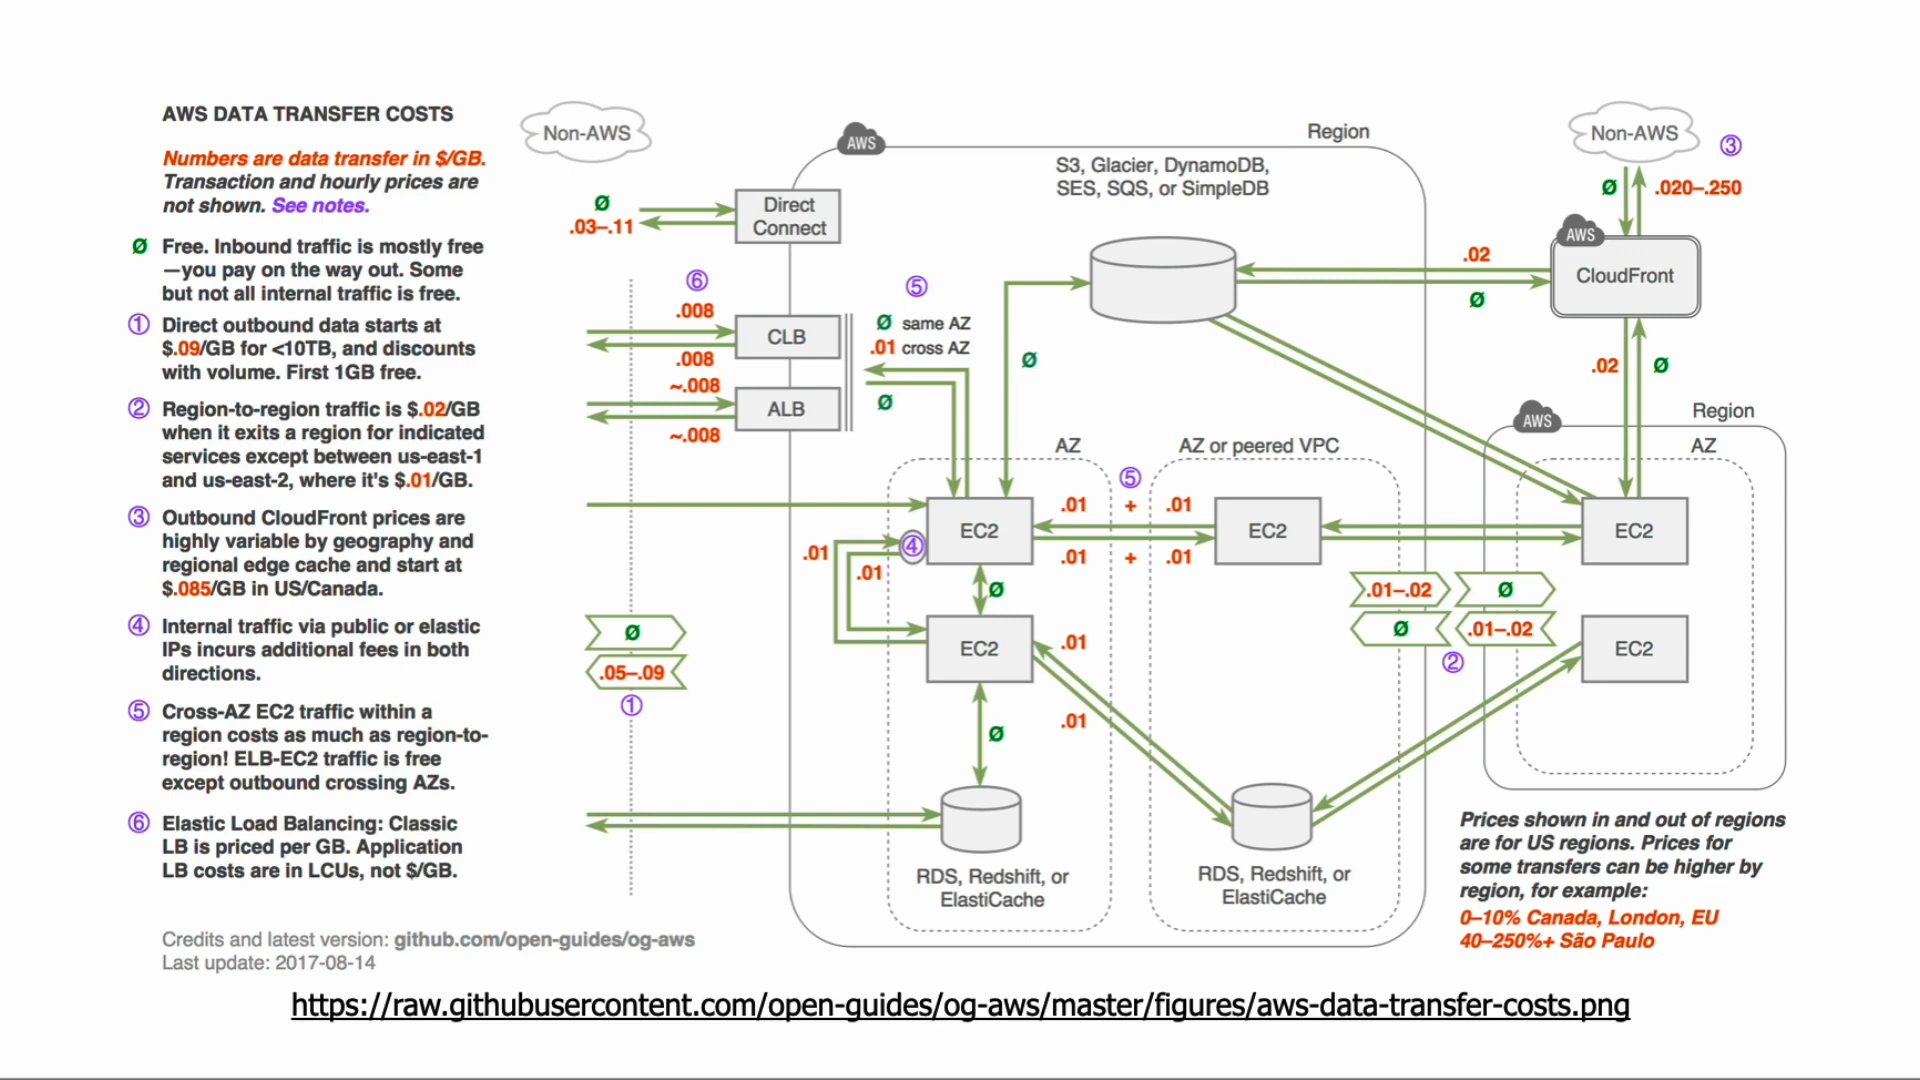 AWS DATA TRANSFER COSTS
Numbers are data transfer in $/GB.
Transaction and hourly prices are
not shown. See notes.
Ø Free. Inbound traffic is mostly free
—you pay on the way out. Some
but not all internal traffic is free.
① Direct outbound data starts at
$.09/GB for <10TB, and discounts
with volume. First 1GB free.
② Region-to-region traffic is $.02/GB
when it exits a region for indicated
services except between us-east-1
and us-east-2, where it's $.01/GB.
③ Outbound CloudFront prices are
highly variable by geography and
regional edge cache and start at
$.085/GB in US/Canada.
④ Internal traffic via public or elastic
IPs incurs additional fees in both
directions.
⑤ Cross-AZ EC2 traffic within a
region costs as much as region-to-
region! ELB-EC2 traffic is free
except outbound crossing AZs.
⑥ Elastic Load Balancing: Classic
LB is priced per GB. Application
LB costs are in LCUs, not $/GB.
Credits and latest version: github.com/open-guides/og-aws
Last update: 2017-08-14
Non-AWS
Ø
.03–.11
Direct
Connect
⑥
.008
CLB
.008
~.008
ALB
~.008
Ø
.05–.09
①
AWS
Region
S3, Glacier, DynamoDB,
SES, SQS, or SimpleDB
⑤
Ø same AZ
.01 cross AZ
Ø
Ø
AZ
AZ or peered VPC
⑤
EC2
.01 + .01
EC2
.01 + .01
④
.01
.01
Ø
EC2
.01
.01
Ø
RDS, Redshift, or
ElastiCache
RDS, Redshift, or
ElastiCache
Non-AWS
③
Ø
.020–.250
AWS
CloudFront
.02
Ø
.02
Ø
AWS
Region
AZ
EC2
.01–.02
Ø
Ø
.01–.02
②
EC2
Prices shown in and out of regions
are for US regions. Prices for
some transfers can be higher by
region, for example:
0–10% Canada, London, EU
40–250%+ São Paulo
https://raw.githubusercontent.com/open-guides/og-aws/master/figures/aws-data-transfer-costs.png